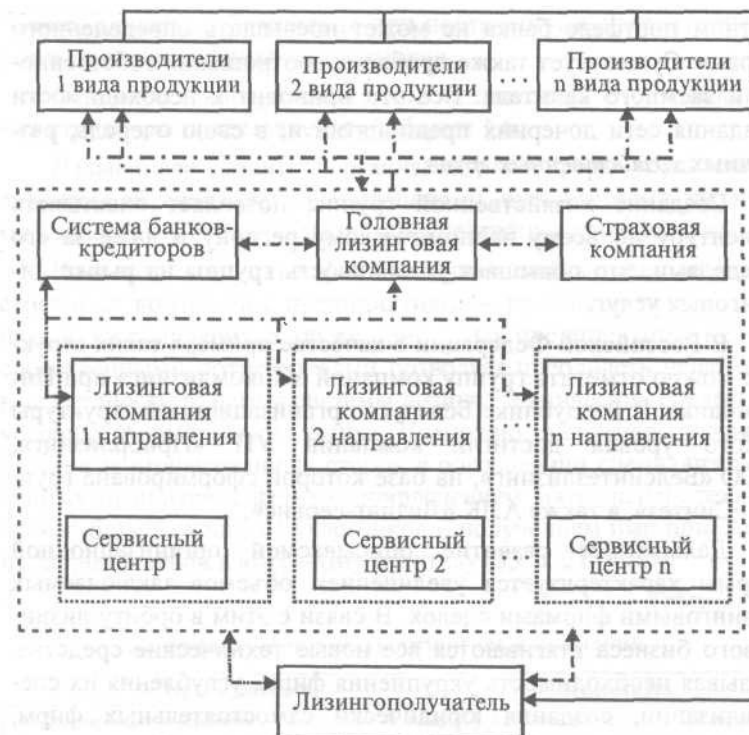 Производители
1 вида продукции
Производители
2 вида продукции
...
Производители
n вида продукции
Система банков-
кредиторов
Головная
лизинговая
компания
Страховая
компания
Лизинговая
компания
1 направления
Лизинговая
компания
2 направления
...
Лизинговая
компания
n направления
Сервисный
центр 1
Сервисный
центр 2
...
Сервисный
центр n
Лизингополучатель